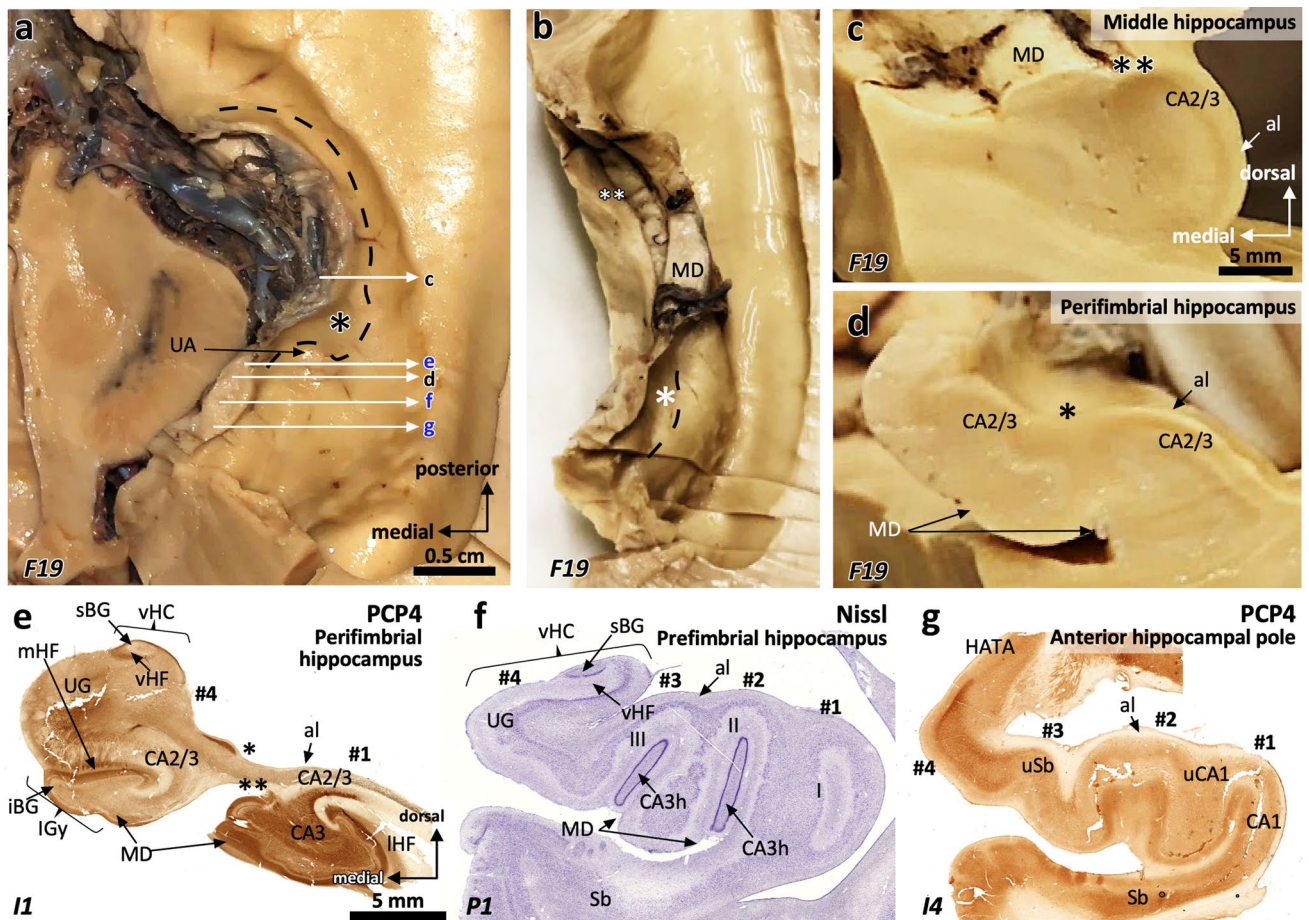 a
UA
*
c
e
d
f
g
posterior
medial
0.5 cm
F19
b
**
MD
*
F19
c
Middle hippocampus
MD
**
CA2/3
al
dorsal
medial
F19
5 mm
d
Perifimbrial hippocampus
al
CA2/3
*
CA2/3
MD
F19
e
PCP4
Perifimbrial
hippocampus
sBG
vHC
mHF
UG
vHF
#4
*
al
#1
CA2/3
CA2/3
**
iBG
IGy
MD
CA3
lHF
dorsal
medial
I1
5 mm
f
Nissl
Prefimbrial hippocampus
vHC
sBG
#4
#3
al
#2
#1
UG
vHF
III
II
I
CA3h
CA3h
MD
Sb
P1
g
PCP4
Anterior hippocampal pole
HATA
al
#2
#3
#1
#4
uSb
uCA1
CA1
Sb
I4